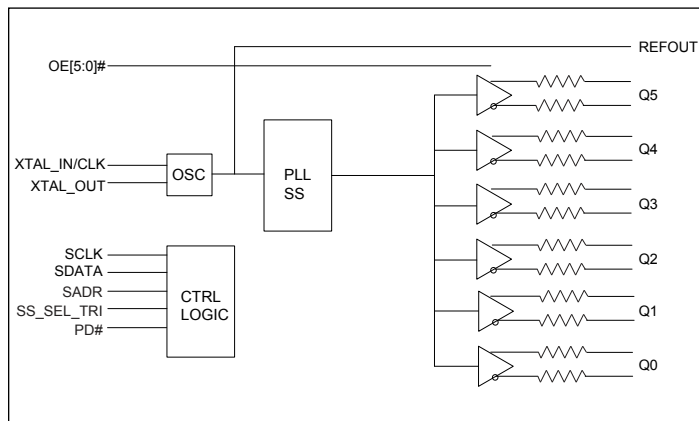 REFOUT
OE[5:0]#
Q5
Q4
XTAL_IN/CLK
OSC
XTAL_OUT
PLL
SS
Q3
SCLK
SDATA
SADR
SS_SEL_TRI
PD#
CTRL
LOGIC
Q2
Q1
Q0